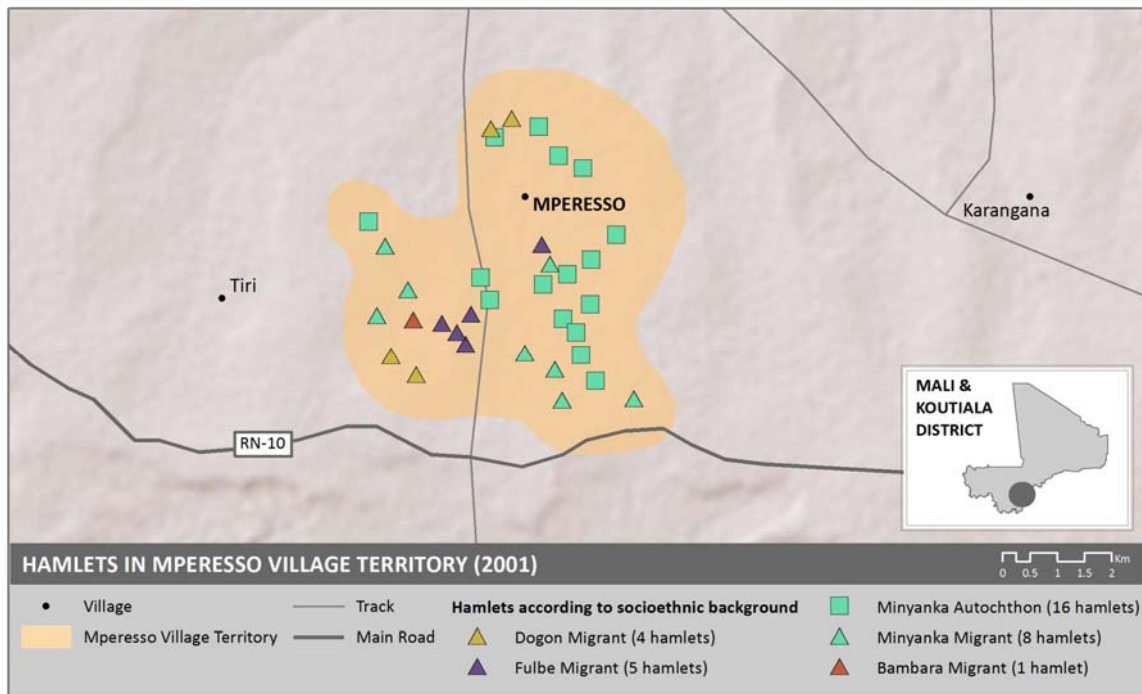 MPERESSO
Karangana
Tiri
RN-10
MALI &
KOUTIALA
DISTRICT
HAMLETS IN MPERESSO VILLAGE TERRITORY (2001)
Km
0 0.5 1 1.5 2
Village
Track
Hamlets according to socioethnic background
Minyanka Autochthon (16 hamlets)
Mperesso Village Territory
Main Road
Dogon Migrant (4 hamlets)
Minyanka Migrant (8 hamlets)
Fulbe Migrant (5 hamlets)
Bambara Migrant (1 hamlet)